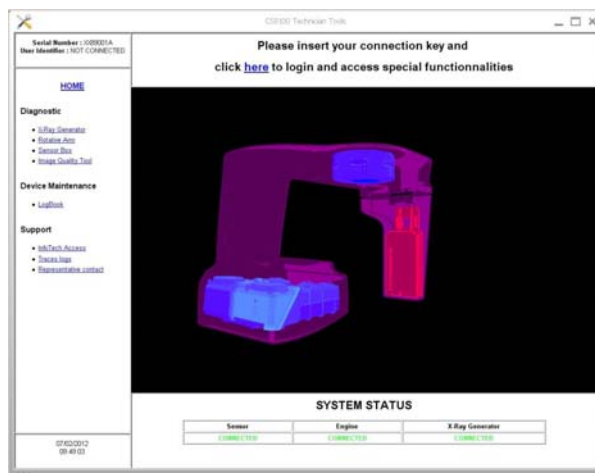 CS8100 Technician Tools
Serial Number : XXI89001A
User Identifier : NOT CONNECTED
Please insert your connection key and
click here to login and access special functionnalities
HOME
Diagnostic
X-Ray Generator
Rotative Arm
Sensor Box
Image Quality Tool
Device Maintenance
LogBook
Support
InfoTech Access
Traces logs
Representative contact
SYSTEM STATUS
Sensor Engine X-Ray Generator
CONNECTED CONNECTED CONNECTED
07/02/2012
09:49:03